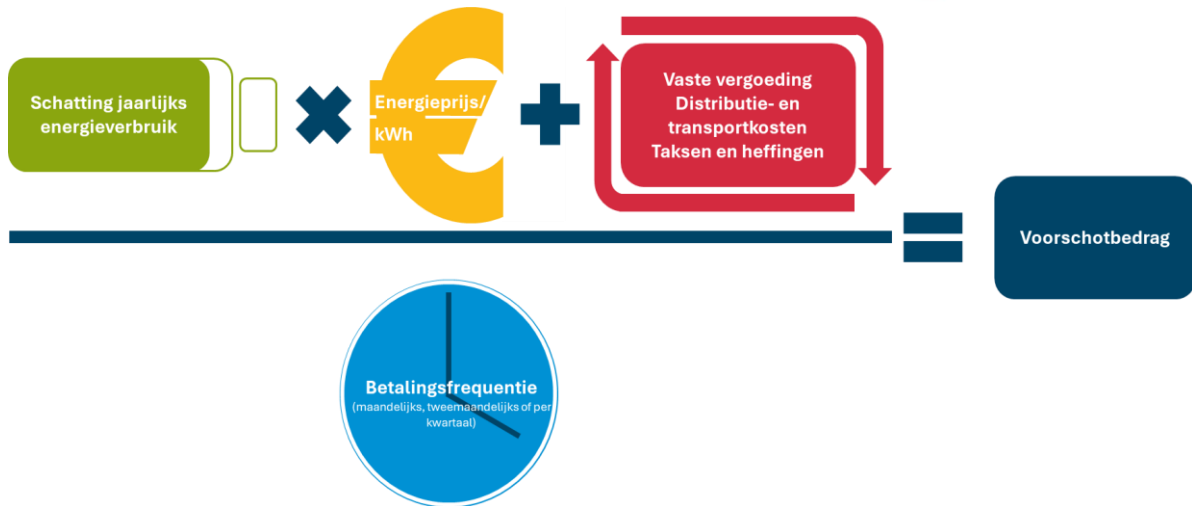 Schatting jaarlijks
energieverbruik
Energieprijs/
kWh
Vaste vergoeding
Distributie- en
transportkosten
Taksen en heffingen
Voorschotbedrag
Betalingsfrequentie
(maandelijks, tweemaandelijks of per
kwartaal)